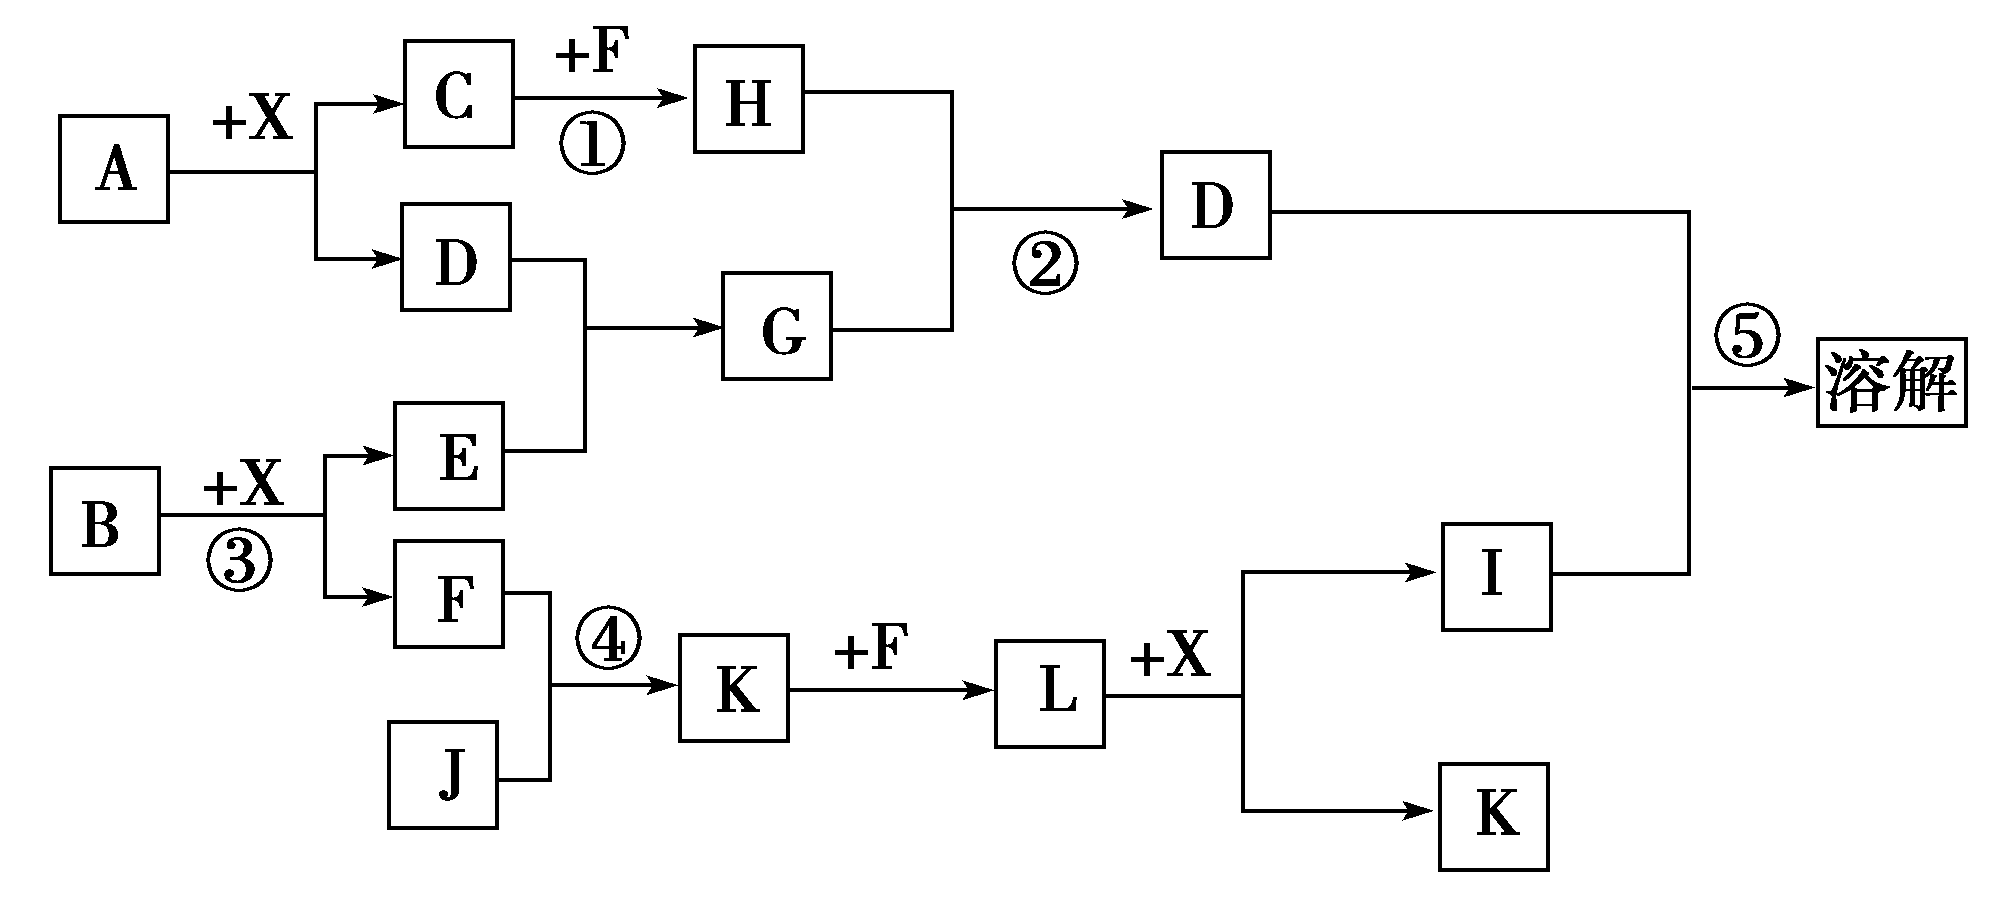 A
+X
C
+F
①
H
D
G
②
D
⑤
溶解
B
+X
③
E
F
J
④
K
+F
L
+X
I
K